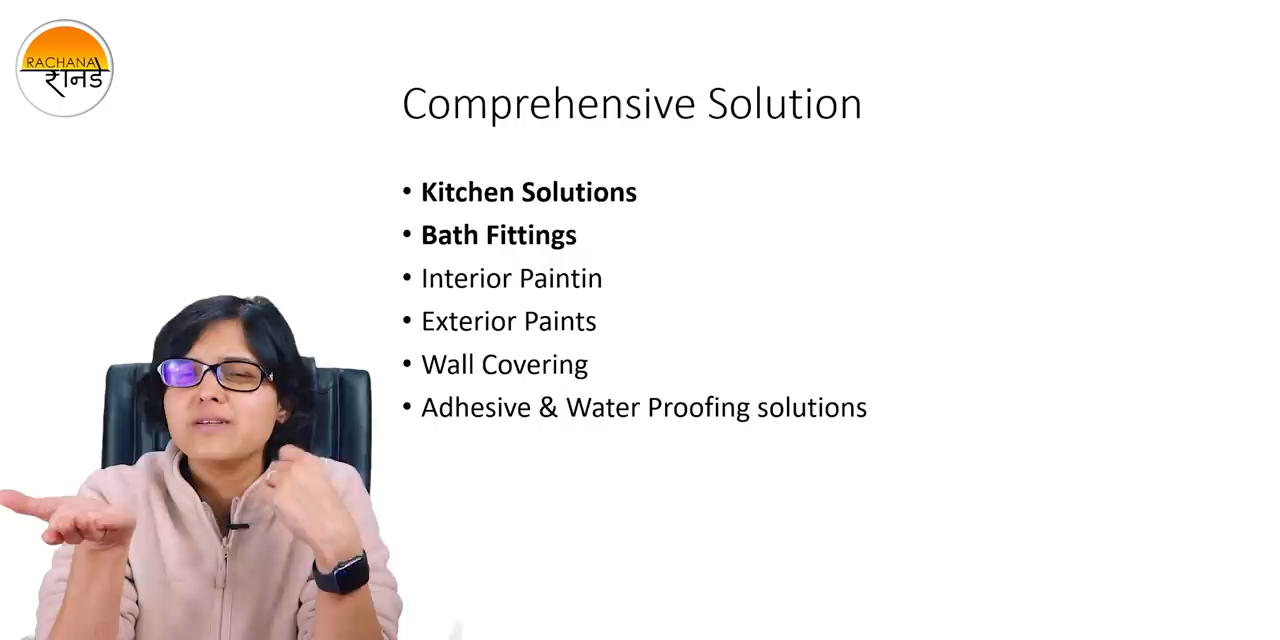 RACHANA
रानडे
Comprehensive Solution
• Kitchen Solutions
• Bath Fittings
• Interior Paintin
• Exterior Paints
• Wall Covering
• Adhesive & Water Proofing solutions